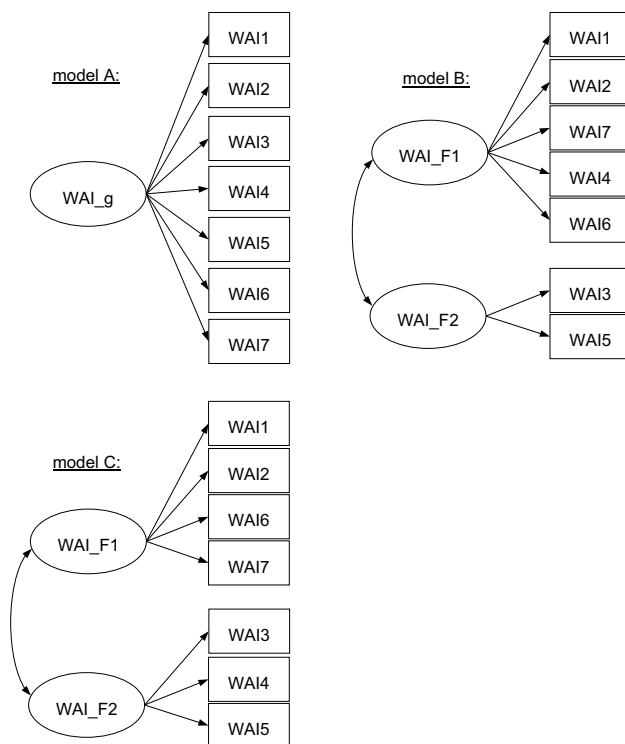 model A:
WAI_g
WAI1
WAI2
WAI3
WAI4
WAI5
WAI6
WAI7
model B:
WAI_F1
WAI1
WAI2
WAI7
WAI4
WAI6
WAI_F2
WAI3
WAI5
model C:
WAI_F1
WAI1
WAI2
WAI6
WAI7
WAI_F2
WAI3
WAI4
WAI5